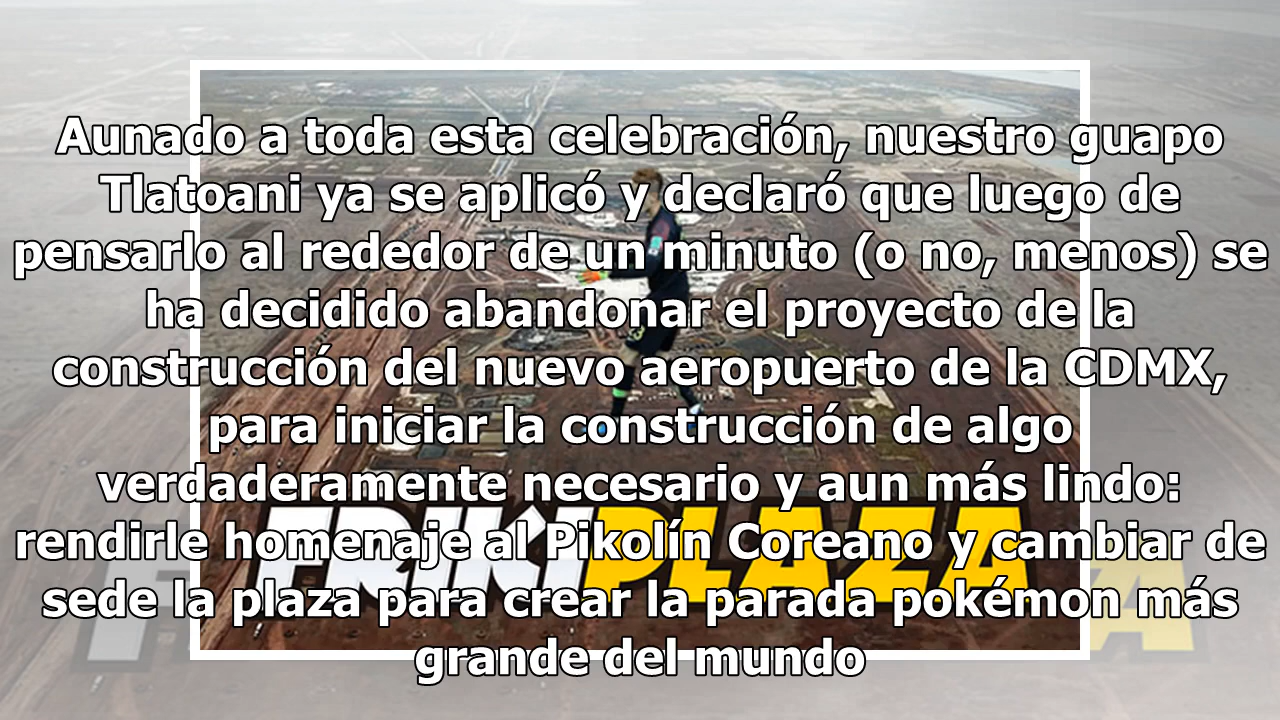 Aunado a toda esta celebración, nuestro guapo
Tlatoani ya se aplicó y declaró que luego de
pensarlo al rededor de un minuto (o no, menos) se
ha decidido abandonar el proyecto de la
construcción del nuevo aeropuerto de la CDMX,
para iniciar la construcción de algo
verdaderamente necesario y aun más lindo:
rendirle homenaje al Pikolín Coreano y cambiar de
sede la plaza para crear la parada pokémon más
grande del mundo
FRIKIPLAZA